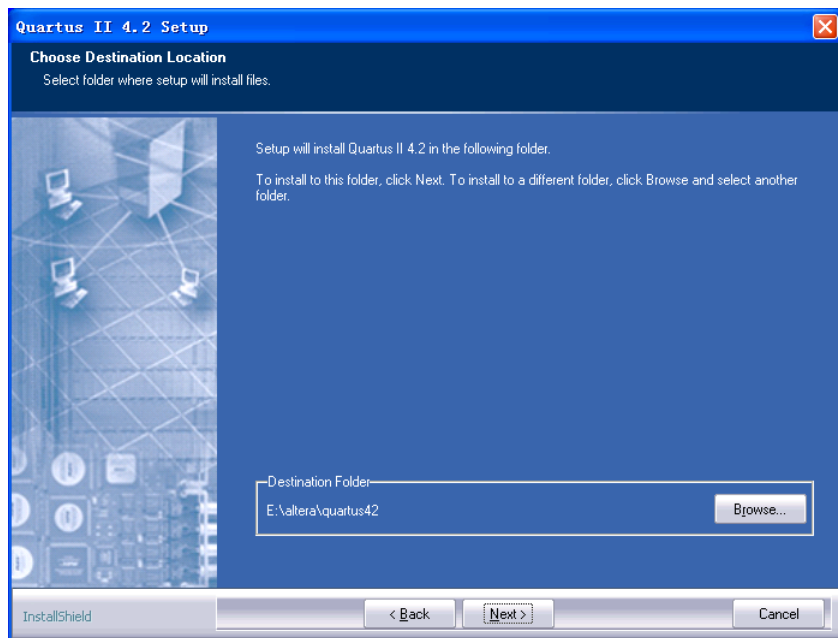 Quartus II 4.2 Setup
Choose Destination Location
Select folder where setup will install files.
Setup will install Quartus II 4.2 in the following folder.
To install to this folder, click Next. To install to a different folder, click Browse and select another
folder.
Destination Folder
E:\altera\quartus42
Browse...
InstallShield
< Back
Next >
Cancel